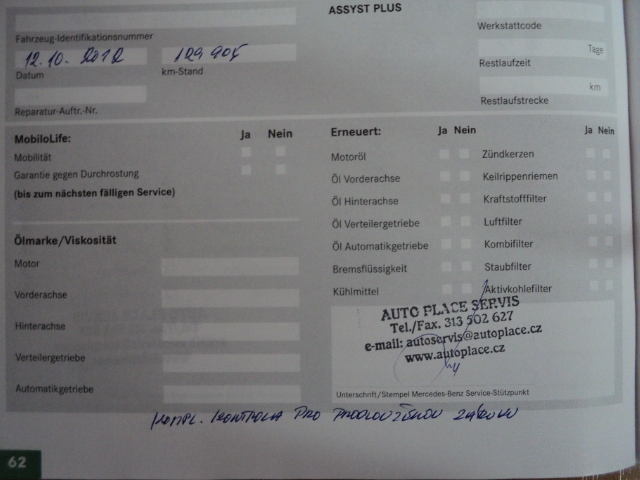 ASSYST PLUS
Fahrzeug-Identifikationsnummer
Werkstattcode
12.10. 2012 129 905
Tage
Datum km-Stand
Restlaufzeit
km
Reparatur-Auftr.-Nr.
Restlaufstrecke
MobiloLife: Ja Nein
Mobilität
Garantie gegen Durchrostung
(bis zum nächsten fälligen Service)
Ölmarke/Viskosität
Motor
Vorderachse
Hinterachse
Verteilergetriebe
Automatikgetriebe
Erneuert: Ja Nein Ja Nein
Motoröl Zündkerzen
Öl Vorderachse Keilrippenriemen
Öl Hinterachse Kraftstofffilter
Öl Verteilergetriebe Luftfilter
Öl Automatikgetriebe Kombifilter
Bremsflüssigkeit Staubfilter
Kühlmittel Aktivkohlefilter
AUTO PLACE SERVIS
Tel./Fax. 313 502 627
e-mail: autoservis@autoplace.cz
www.autoplace.cz
Unterschrift/Stempel Mercedes-Benz Service-Stützpunkt
KOMPL. KONTROLA PRO
62